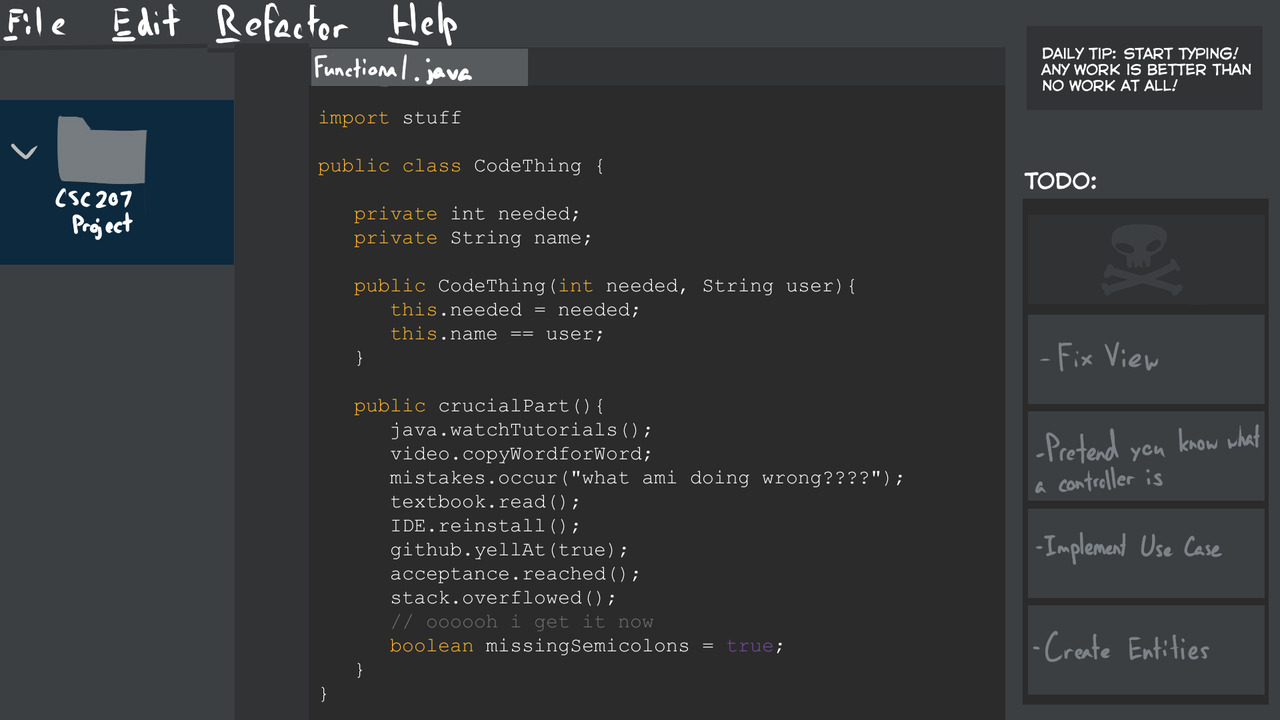 File Edit Refactor Help
Functional.java
CSC207
Project
import stuff
public class CodeThing {
private int needed;
private String name;
public CodeThing(int needed, String user){
this.needed = needed;
this.name == user;
}
public crucialPart(){
java.watchTutorials();
video.copyWordforWord;
mistakes.occur("what ami doing wrong????");
textbook.read();
IDE.reinstall();
github.yellAt(true);
acceptance.reached();
stack.overflowed();
// oooooh i get it now
boolean missingSemicolons = true;
}
}
DAILY TIP: START TYPING!
ANY WORK IS BETTER THAN
NO WORK AT ALL!
TODO:
- Fix View
- Pretend you know what
a controller is
- Implement Use Case
- Create Entities